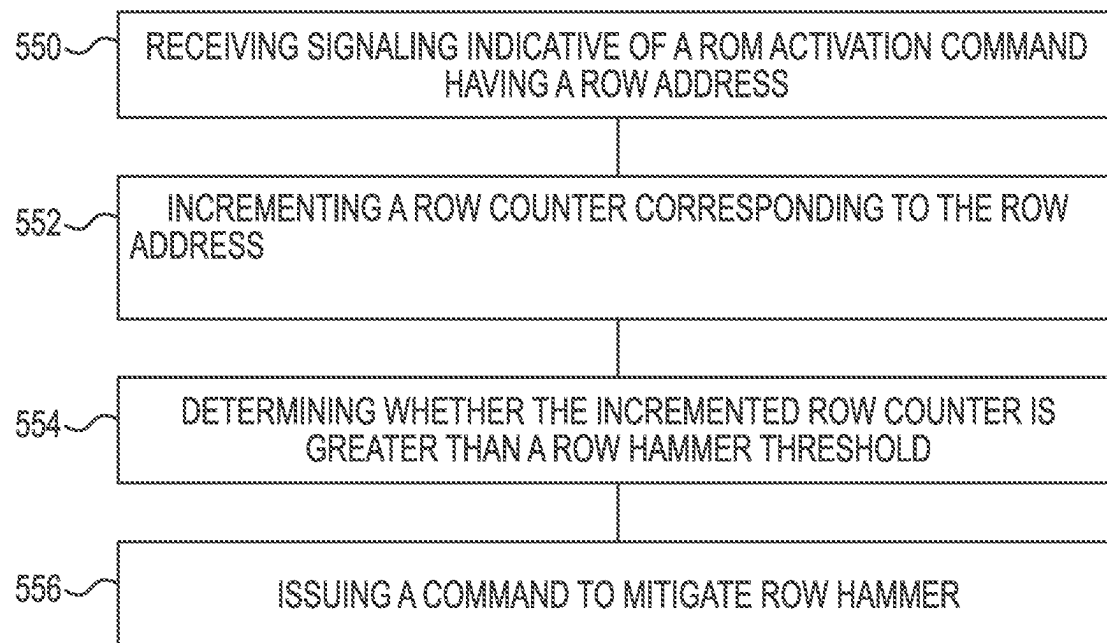 550
RECEIVING SIGNALING INDICATIVE OF A ROM ACTIVATION COMMAND
HAVING A ROW ADDRESS
552
INCREMENTING A ROW COUNTER CORRESPONDING TO THE ROW
ADDRESS
554
DETERMINING WHETHER THE INCREMENTED ROW COUNTER IS
GREATER THAN A ROW HAMMER THRESHOLD
556
ISSUING A COMMAND TO MITIGATE ROW HAMMER